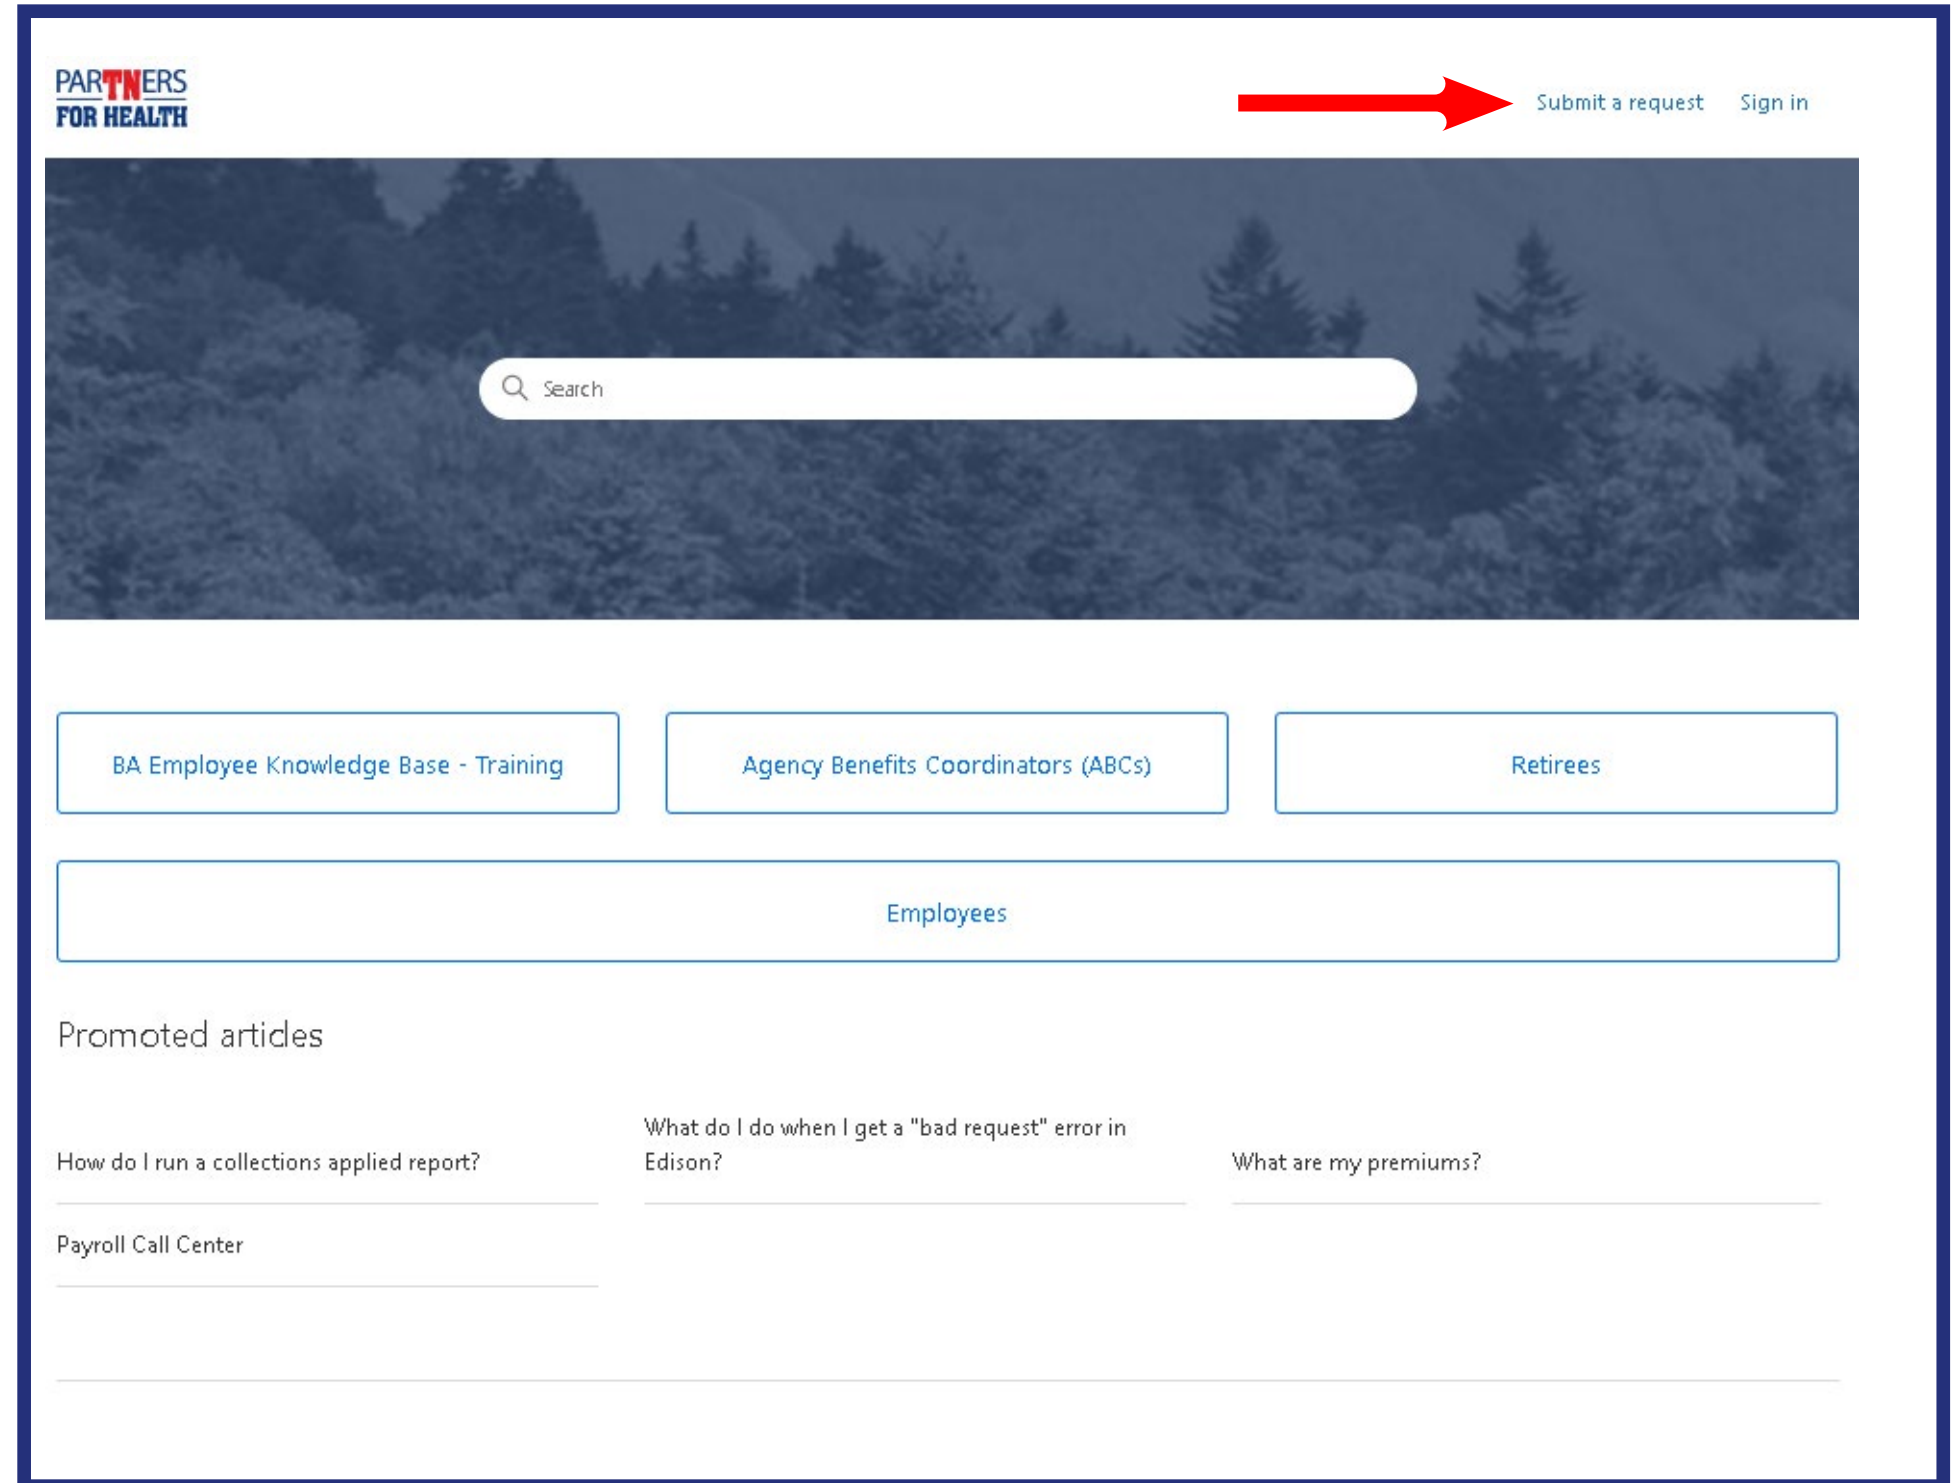 PARTNERS
FOR HEALTH
Submit a request
Sign in
Search
BA Employee Knowledge Base - Training
Agency Benefits Coordinators (ABCs)
Retirees
Employees
Promoted articles
How do I run a collections applied report?
What do I do when I get a "bad request" error in
Edison?
What are my premiums?
Payroll Call Center